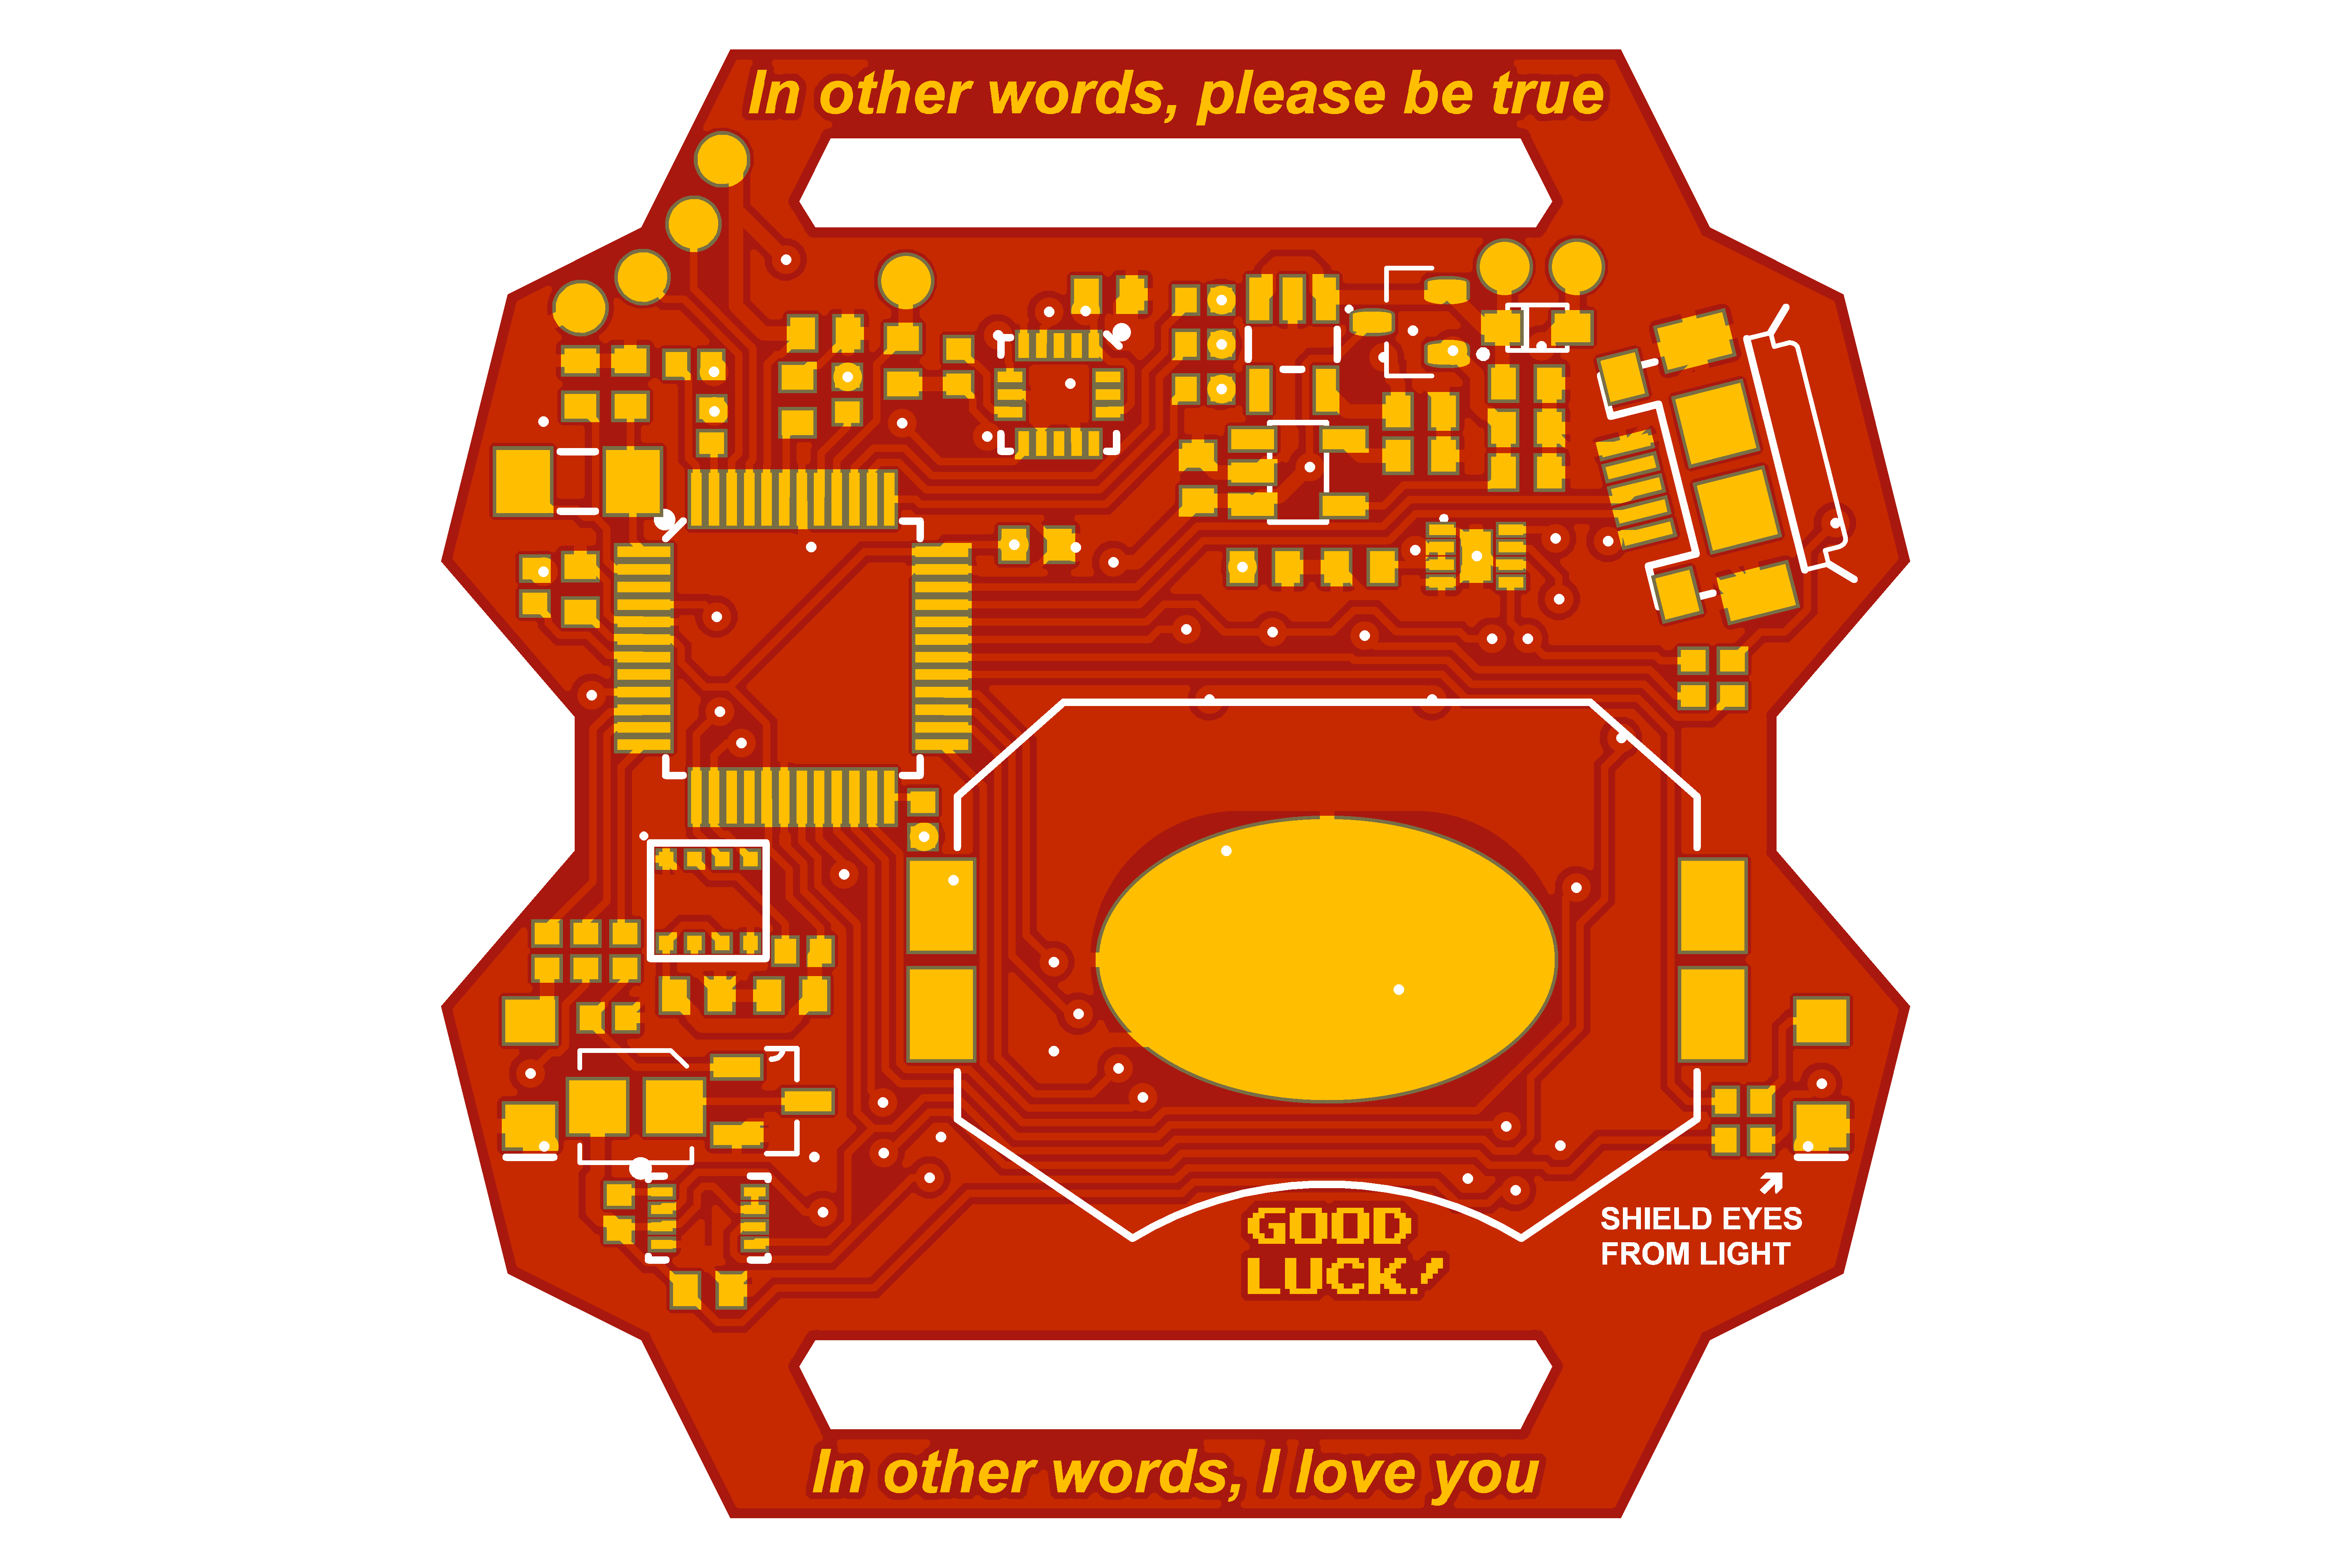 In other words, please be true
GOOD
LUCK!
SHIELD EYES
FROM LIGHT
In other words, I love you